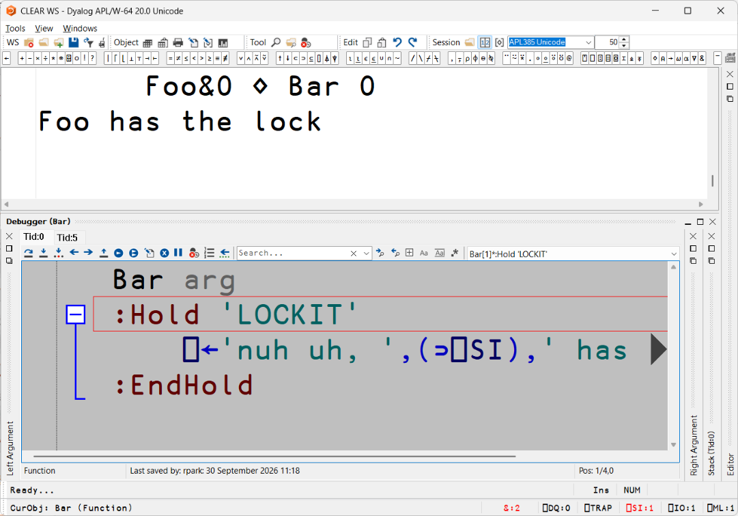 CLEAR WS - Dyalog APL/W-64 20.0 Unicode
Tools View Windows
WS Object Tool Edit Session APL385 Unicode 50
Foo&0 ⋄ Bar 0
Foo has the lock
Debugger (Bar)
Tid:0 Tid:5
Search... Aa Bar[1]*:Hold 'LOCKIT'
Bar arg
:Hold 'LOCKIT'
⎕←'nuh uh, ',(⊃⎕SI),' has
:EndHold
Left Argument
Right Argument
Stack (Tid:0)
Editor
Function Last saved by: rpark: 30 September 2026 11:18 Pos: 1/4,0
Ready... Ins NUM
CurObj: Bar (Function) &:2 ⎕DQ:0 ⎕TRAP ⎕SI:1 ⎕IO:1 ⎕ML:1